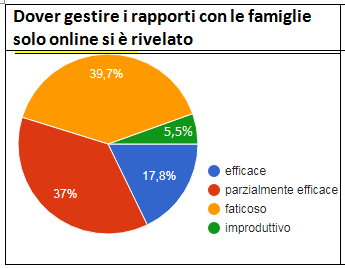 Dover gestire i rapporti con le famiglie
solo online si è rivelato
39,7%
5,5%
17,8%
37%
efficace
parzialmente efficace
faticoso
improduttivo